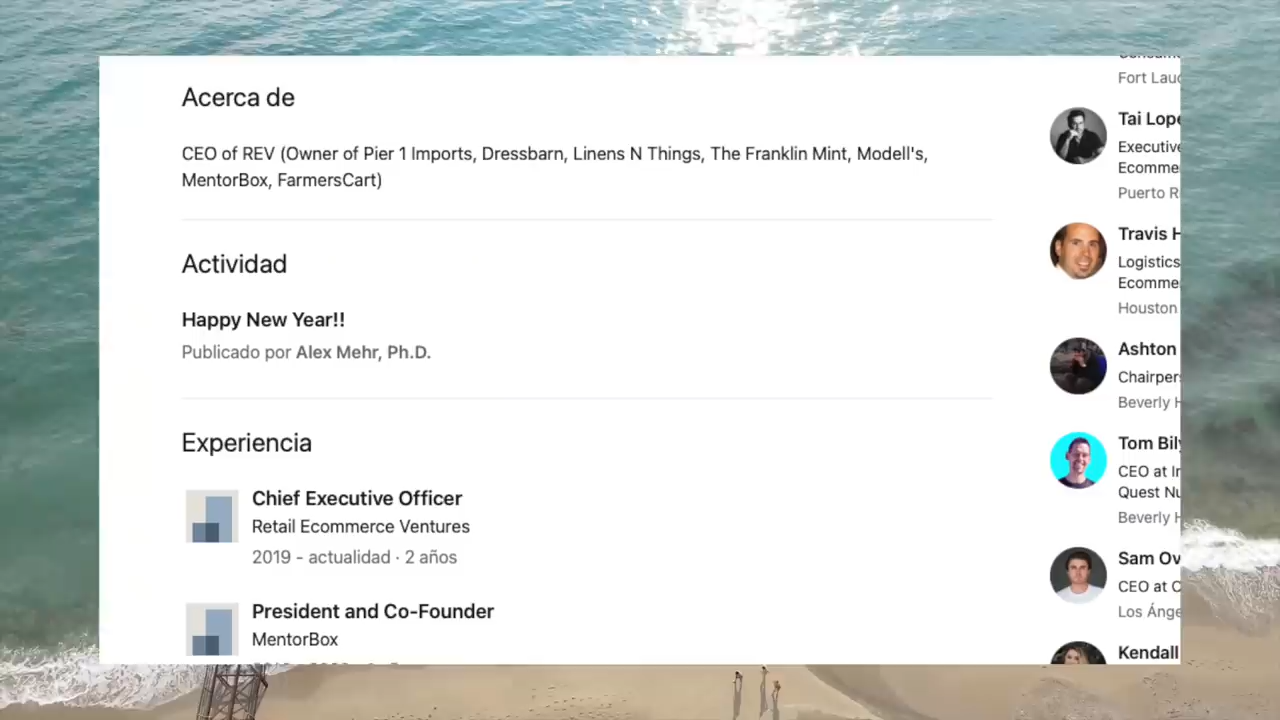 Acerca de
CEO of REV (Owner of Pier 1 Imports, Dressbarn, Linens N Things, The Franklin Mint, Modell's,
MentorBox, FarmersCart)
Actividad
Happy New Year!!
Publicado por Alex Mehr, Ph.D.
Experiencia
Chief Executive Officer
Retail Ecommerce Ventures
2019 - actualidad · 2 años
President and Co-Founder
MentorBox
Fort Lauc
Tai Lope
Executive
Ecomme
Puerto R
Travis H
Logistics
Ecomme
Houston
Ashton
Chairper
Beverly H
Tom Bily
CEO at In
Quest Nu
Beverly H
Sam Ov
CEO at C
Los Ánge
Kendall